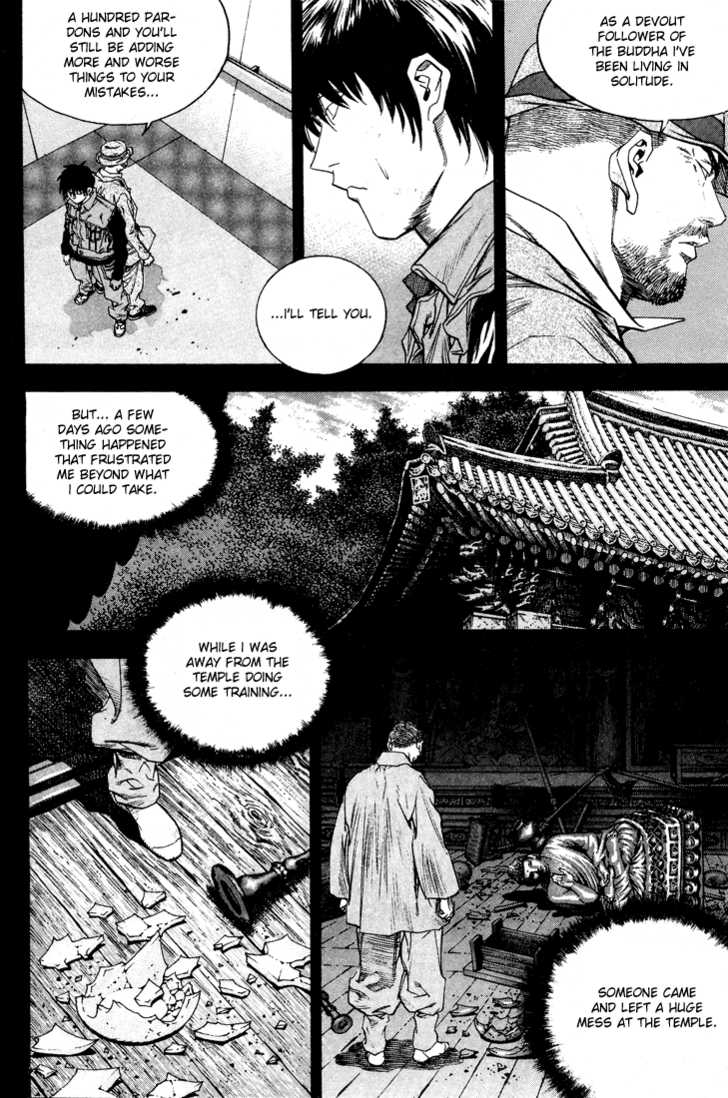 A HUNDRED PAR-
DONS AND YOU'LL
STILL BE ADDING
MORE AND WORSE
THINGS TO YOUR
MISTAKES...
...I'LL TELL YOU.
AS A DEVOUT
FOLLOWER OF
THE BUDDHA I'VE
BEEN LIVING IN
SOLITUDE.
BUT... A FEW
DAYS AGO SOME-
THING HAPPENED
THAT FRUSTRATED
ME BEYOND WHAT
I COULD TAKE.
WHILE I WAS
AWAY FROM THE
TEMPLE DOING
SOME TRAINING...
SOMEONE CAME
AND LEFT A HUGE
MESS AT THE TEMPLE.